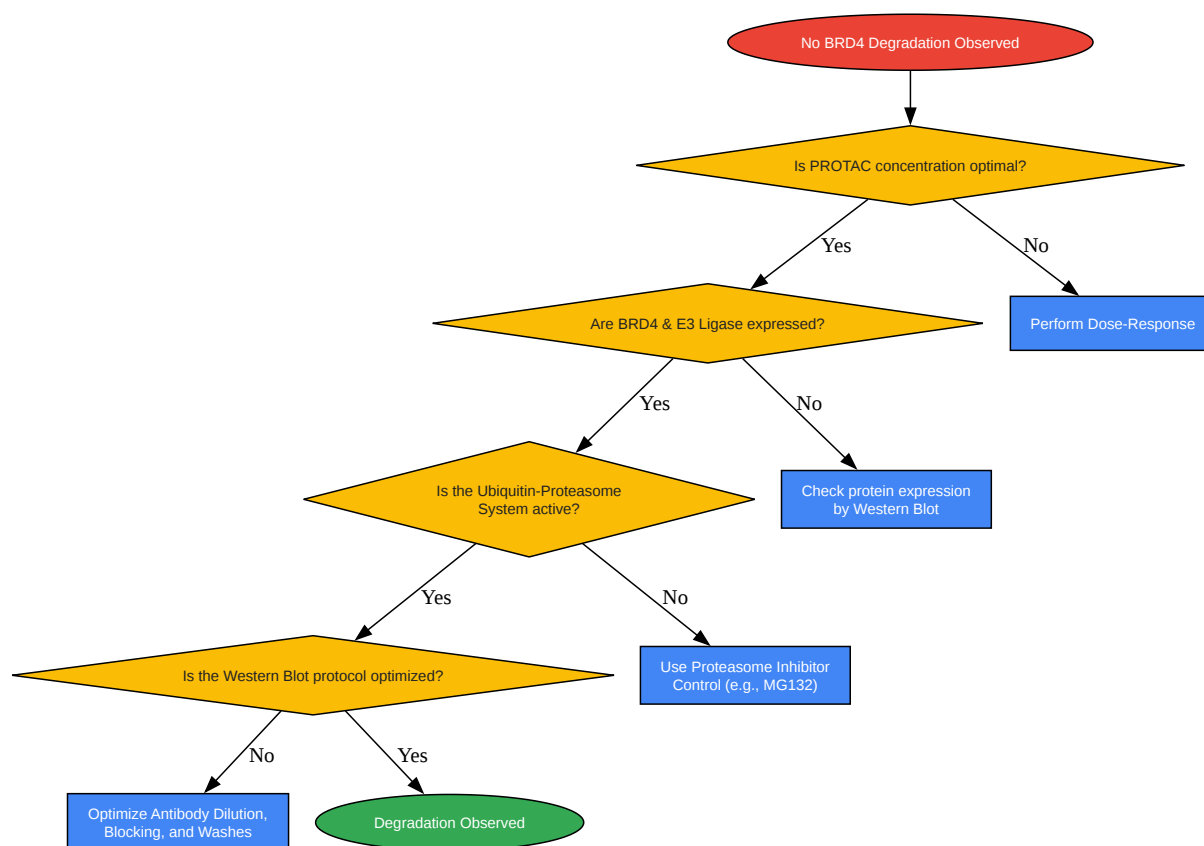 No BRD4 Degradation Observed
Is PROTAC concentration optimal?
Yes
No
Are BRD4 & E3 Ligase expressed?
Perform Dose-Response
Yes
No
Is the Ubiquitin-Proteasome
System active?
Check protein expression
by Western Blot
Yes
No
Is the Western Blot protocol optimized?
Use Proteasome Inhibitor
Control (e.g., MG132)
No
Yes
Optimize Antibody Dilution,
Blocking, and Washes
Degradation Observed